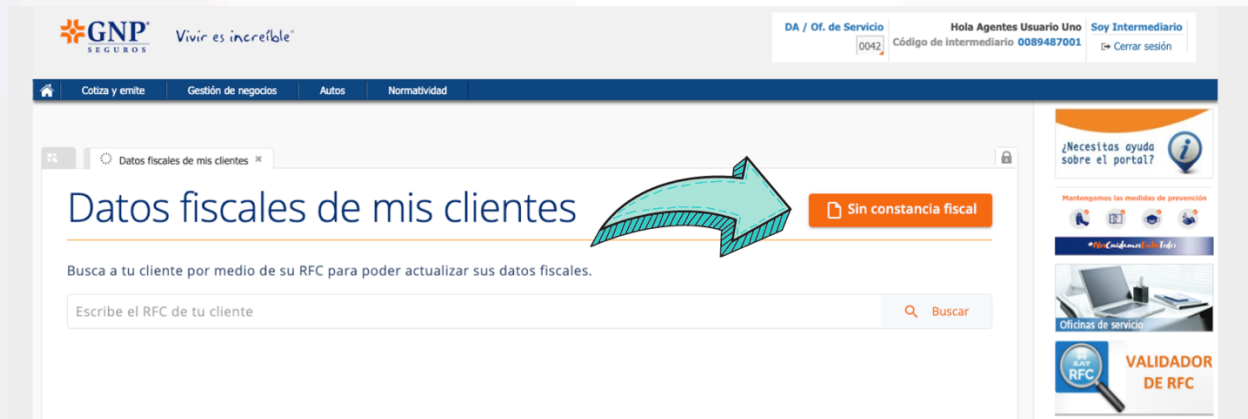 GNP
SEGUROS
Vivir es increíble
DA / Of. de Servicio
0042
Hola Agentes Usuario Uno
Código de intermediario 0089487001
Soy Intermediario
Cerrar sesión
Cotiza y emite
Gestión de negocios
Autos
Normatividad
Datos fiscales de mis clientes
¿Necesitas ayuda
sobre el portal?
Datos fiscales de mis clientes
Sin constancia fiscal
Mantengamos las medidas de prevención
#NosCuidamosEntreTodos
Busca a tu cliente por medio de su RFC para poder actualizar sus datos fiscales.
Escribe el RFC de tu cliente
Buscar
Oficinas de servicio
SAT
RFC
VALIDADOR
DE RFC